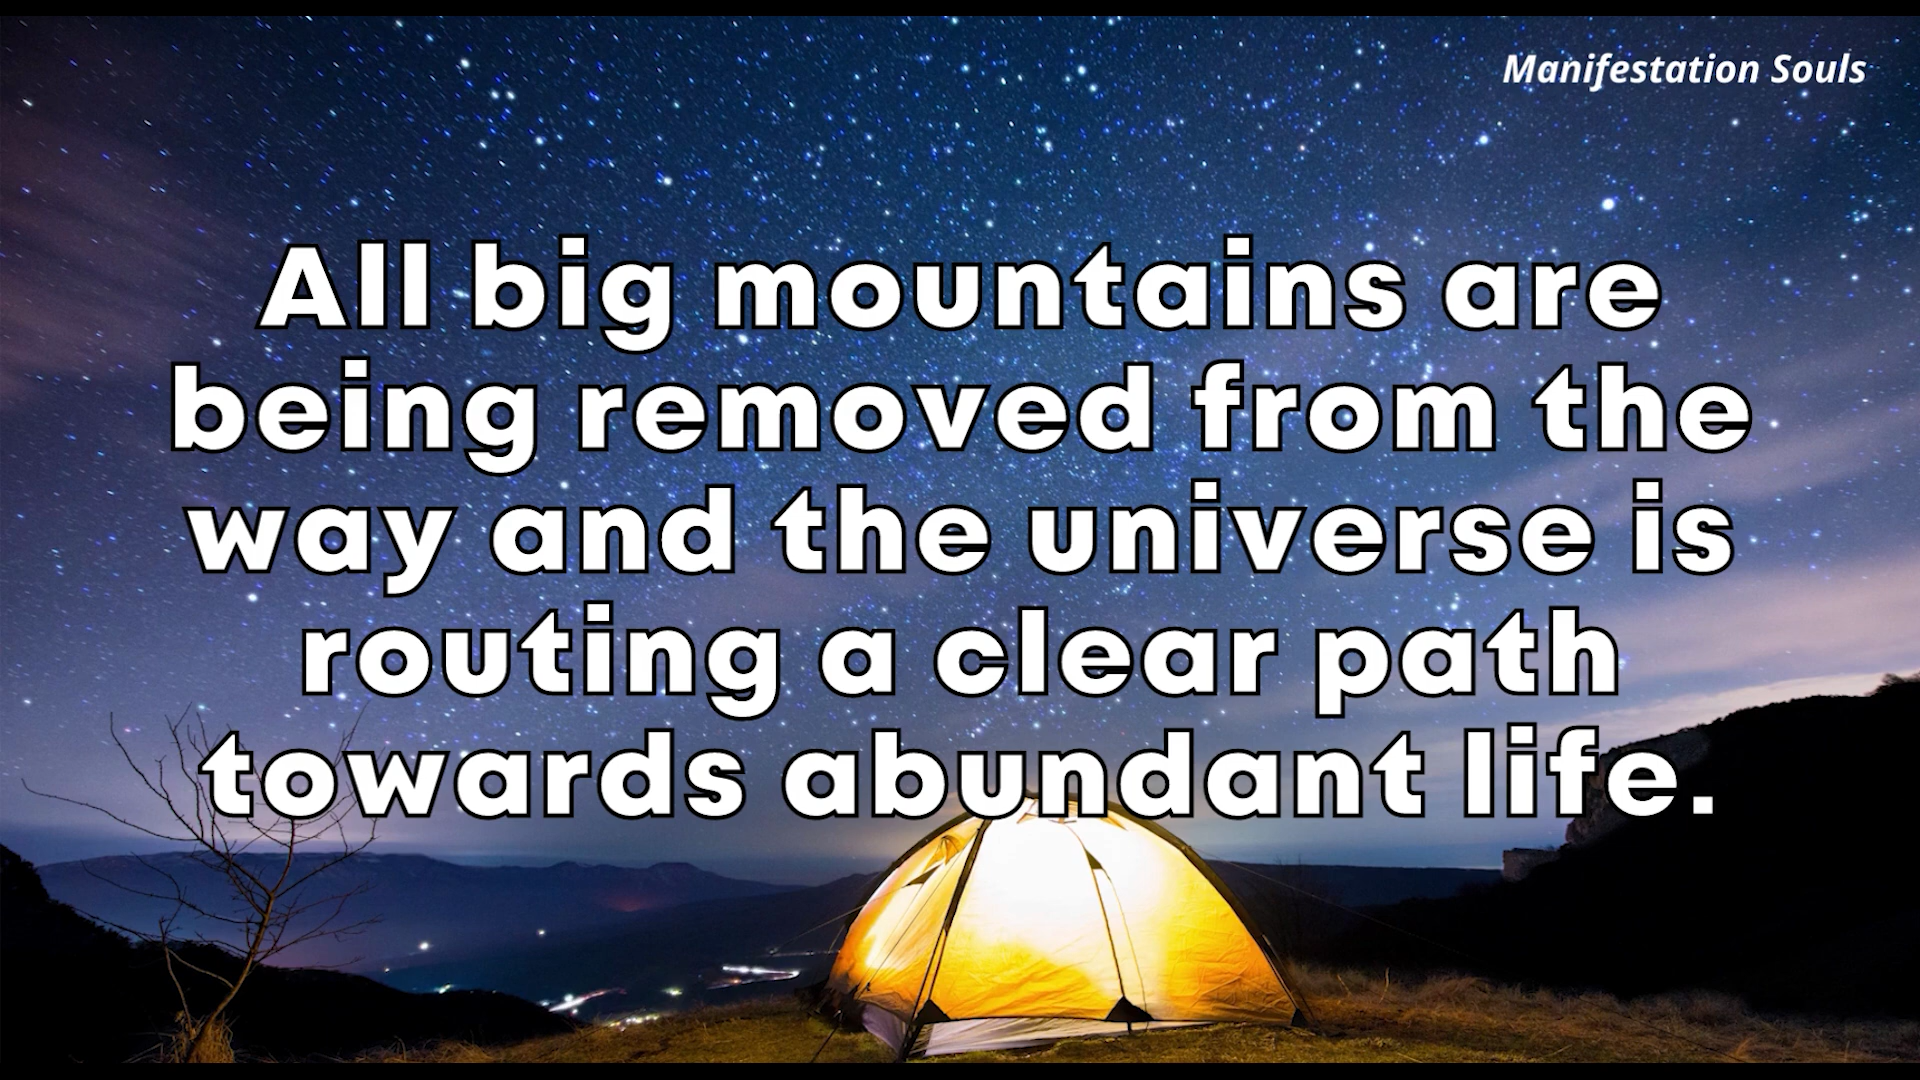 Manifestation Souls
All big mountains are
being removed from the
way and the universe is
routing a clear path
towards abundant life.